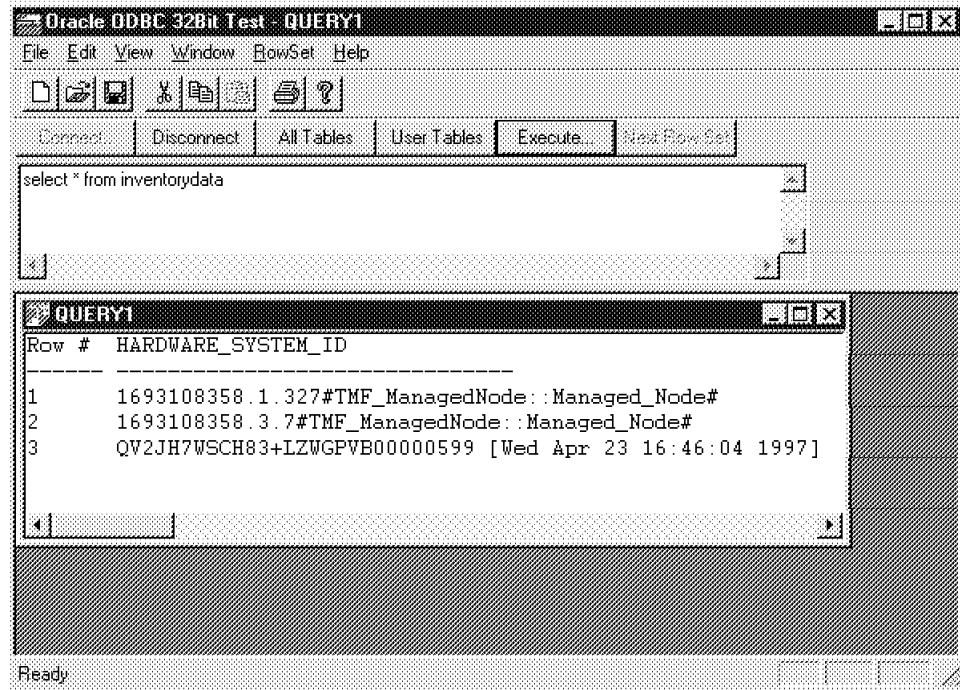 Oracle ODBC 32Bit Test - QUERY1
File Edit View Window RowSet Help
Connect... Disconnect All Tables User Tables Execute... Next Row Set
select * from inventorydata
QUERY1
Row # HARDWARE_SYSTEM_ID
------ -------------------------------
1 1693108358.1.327#TMF_ManagedNode::Managed_Node#
2 1693108358.3.7#TMF_ManagedNode::Managed_Node#
3 QV2JH7WSCH83+LZWGPVB00000599 [Wed Apr 23 16:46:04 1997]
Ready